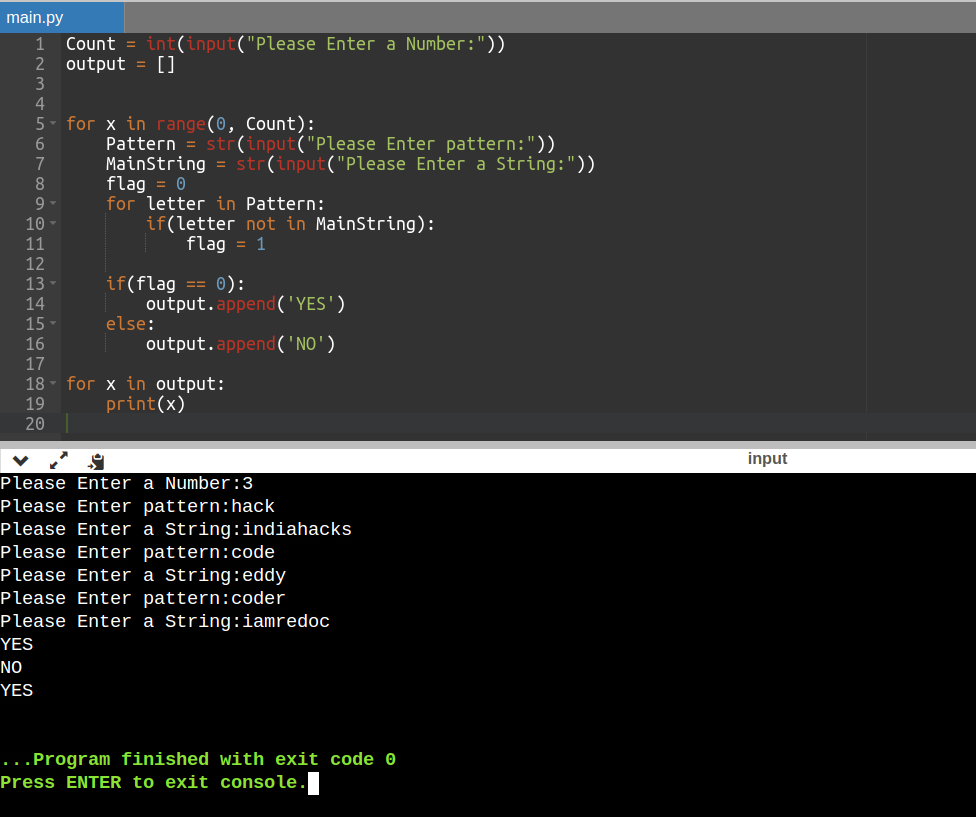 main.py
1 Count = int(input("Please Enter a Number:"))
2 output = []
3
4
5 for x in range(0, Count):
6     Pattern = str(input("Please Enter pattern:"))
7     MainString = str(input("Please Enter a String:"))
8     flag = 0
9     for letter in Pattern:
10         if(letter not in MainString):
11             flag = 1
12
13     if(flag == 0):
14         output.append('YES')
15     else:
16         output.append('NO')
17
18 for x in output:
19     print(x)
20
input
Please Enter a Number:3
Please Enter pattern:hack
Please Enter a String:indiahacks
Please Enter pattern:code
Please Enter a String:eddy
Please Enter pattern:coder
Please Enter a String:iamredoc
YES
NO
YES
...Program finished with exit code 0
Press ENTER to exit console.